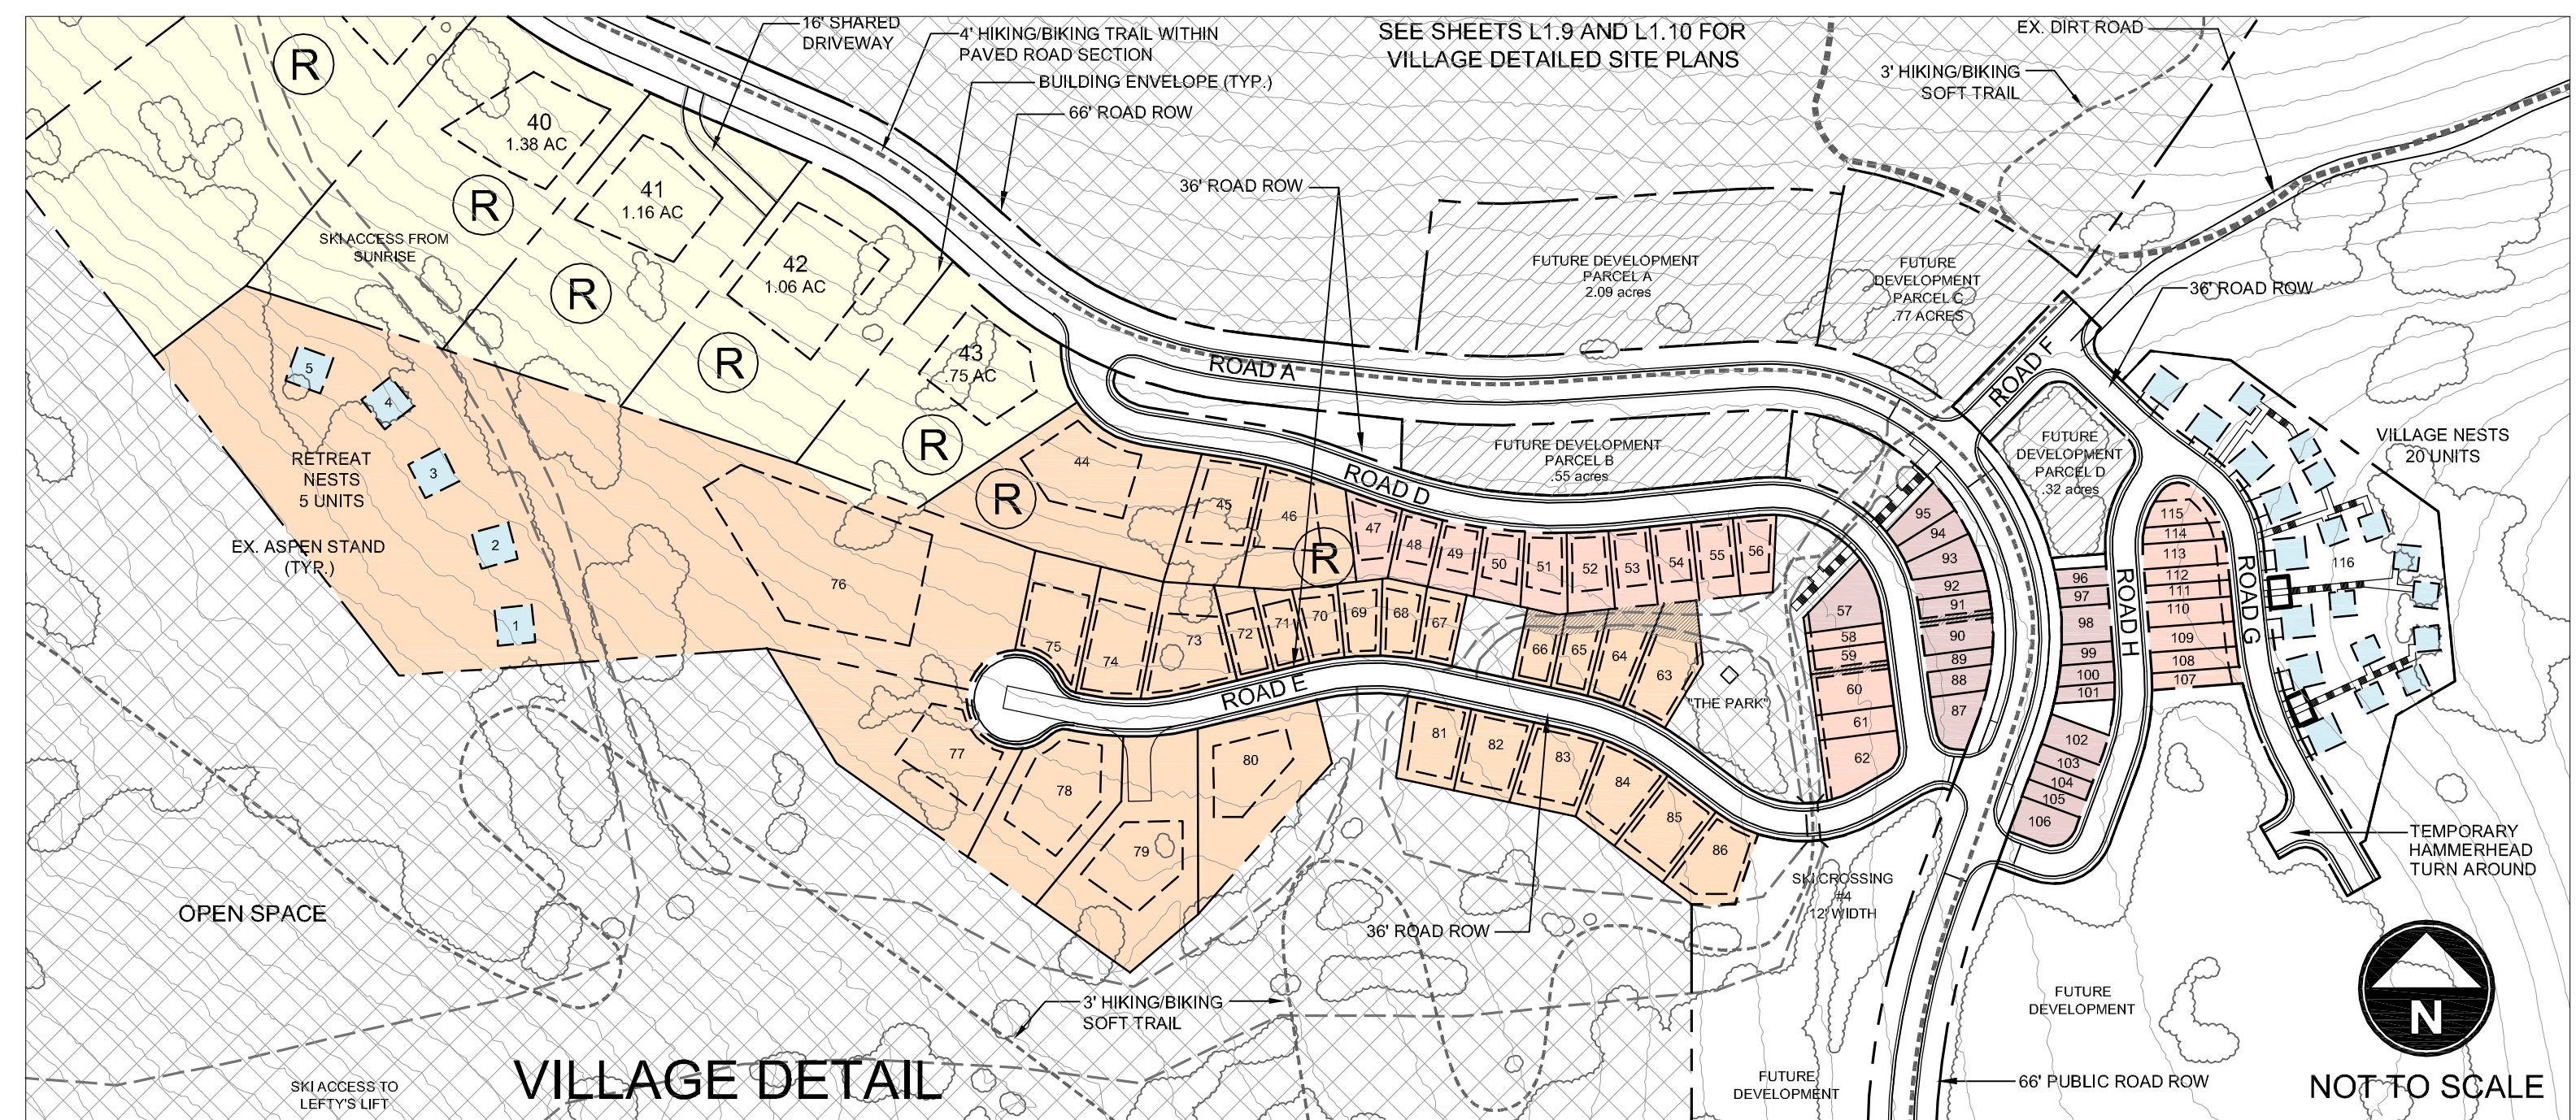 16' SHARED
DRIVEWAY
4' HIKING/BIKING TRAIL WITHIN
PAVED ROAD SECTION
BUILDING ENVELOPE (TYP.)
66' ROAD ROW
SEE SHEETS L1.9 AND L1.10 FOR
VILLAGE DETAILED SITE PLANS
EX. DIRT ROAD
3' HIKING/BIKING
SOFT TRAIL
R
40
1.38 AC
R
41
1.16 AC
36' ROAD ROW
SKI ACCESS FROM
SUNRISE
R
42
1.06 AC
FUTURE DEVELOPMENT
PARCEL A
2.09 acres
FUTURE
DEVELOPMENT
PARCEL C
.77 ACRES
36' ROAD ROW
R
43
.75 AC
R
ROAD A
ROAD F
5
4
3
2
1
RETREAT
NESTS
5 UNITS
EX. ASPEN STAND
(TYP.)
FUTURE DEVELOPMENT
PARCEL B
.55 acres
FUTURE
DEVELOPMENT
PARCEL D
.32 acres
VILLAGE NESTS
20 UNITS
ROAD D
44
R
45
46
R
47
48
49
50
51
52
53
54
55
56
76
75
74
73
72
71
70
69
68
67
66
65
64
63
"THE PARK"
57
58
59
60
61
62
95
94
93
92
91
90
89
88
87
96
97
98
99
100
101
102
103
104
105
106
ROAD H
115
114
113
112
111
110
109
108
107
ROAD G
116
ROAD E
77
78
79
80
81
82
83
84
85
86
TEMPORARY
HAMMERHEAD
TURN AROUND
SKI CROSSING
#4
12' WIDTH
36' ROAD ROW
OPEN SPACE
3' HIKING/BIKING
SOFT TRAIL
FUTURE
DEVELOPMENT
N
VILLAGE DETAIL
SKI ACCESS TO
LEFTY'S LIFT
FUTURE
DEVELOPMENT
66' PUBLIC ROAD ROW
NOT TO SCALE